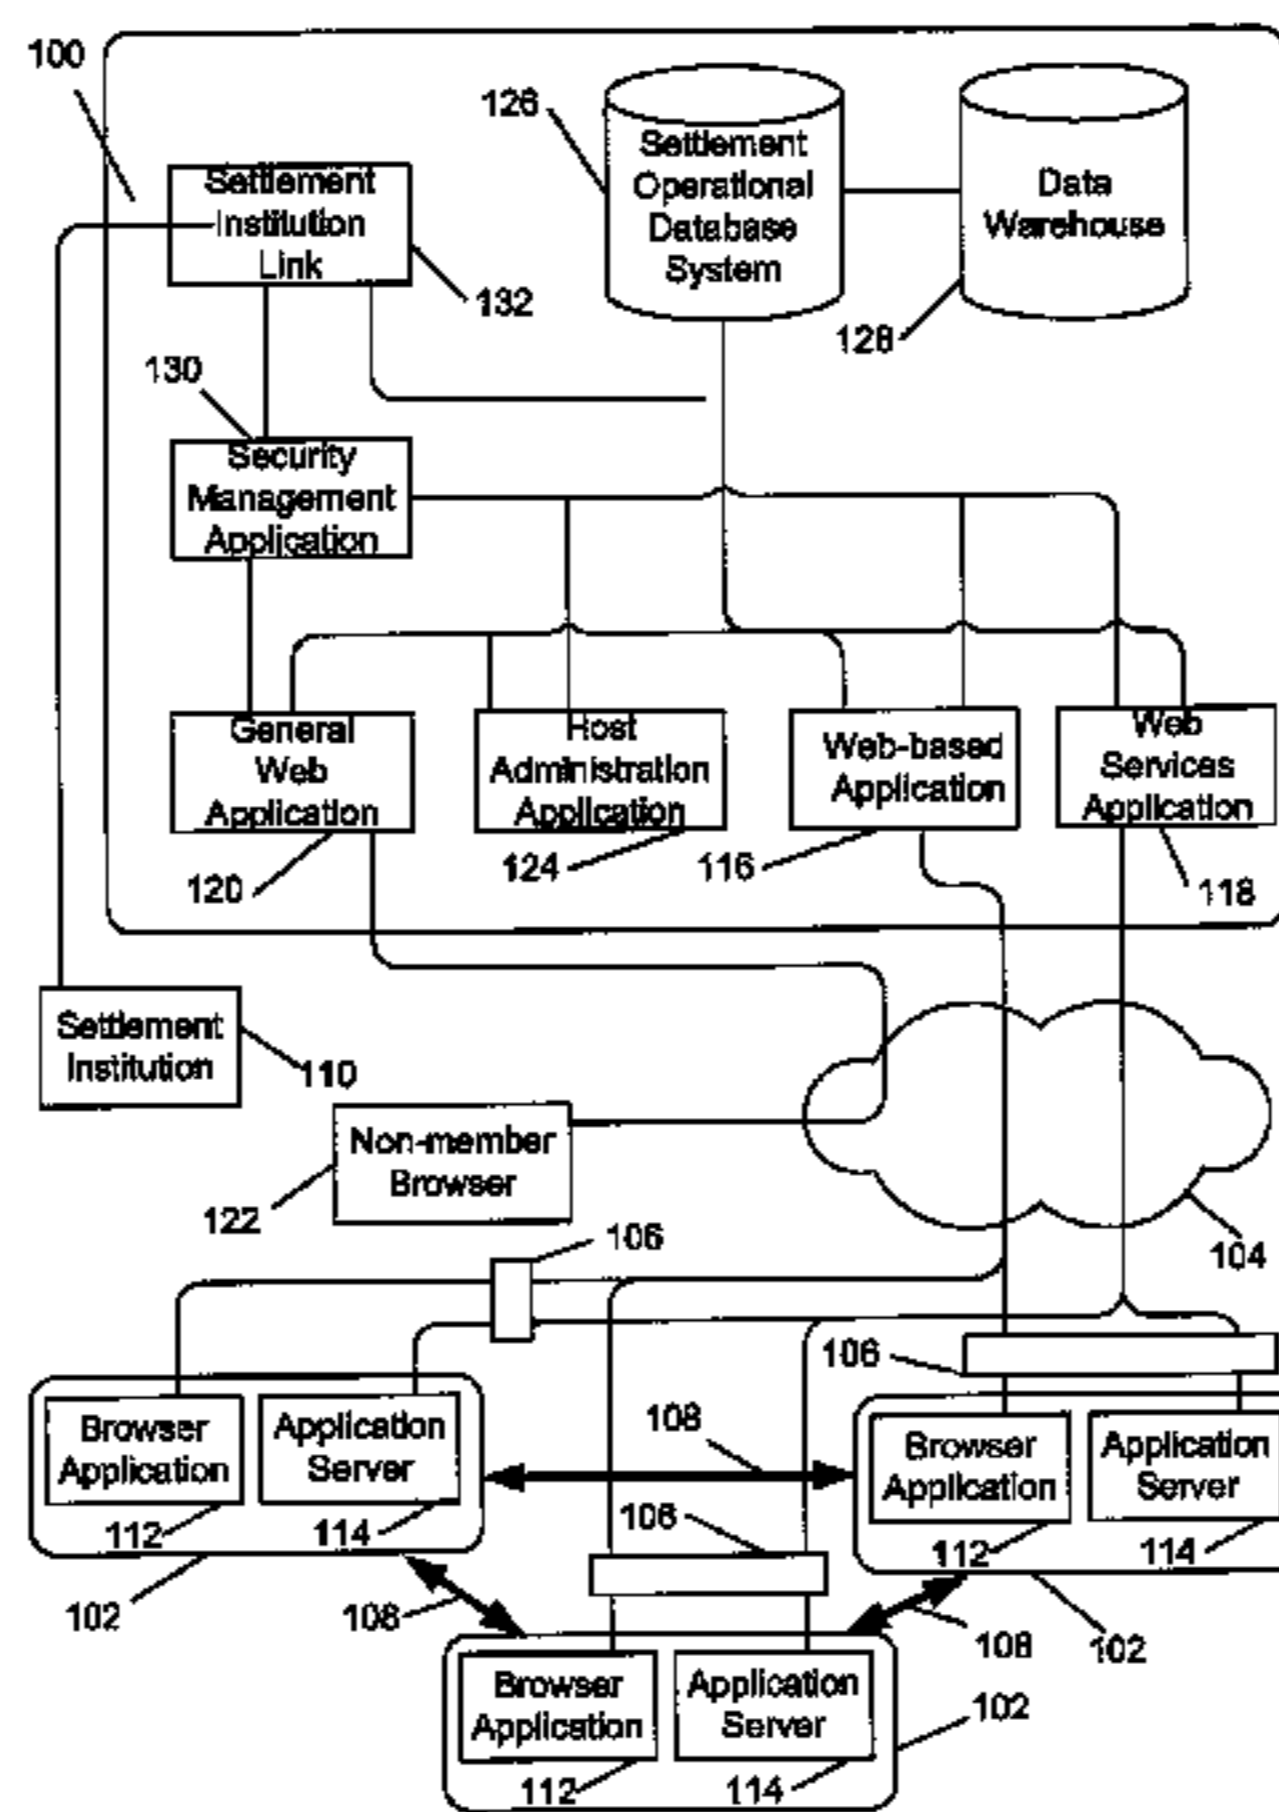 100
126
Settlement
Operational
Database
System
Data
Warehouse
128
Settlement
Institution
Link
132
130
Security
Management
Application
General
Web
Application
120
Host
Administration
Application
124
Web-based
Application
116
Web
Services
Application
118
Settlement
Institution
110
Non-member
Browser
122
104
106
106
Browser
Application
112
Application
Server
114
102
108
Browser
Application
112
Application
Server
114
102
106
108
108
Browser
Application
112
Application
Server
114
102